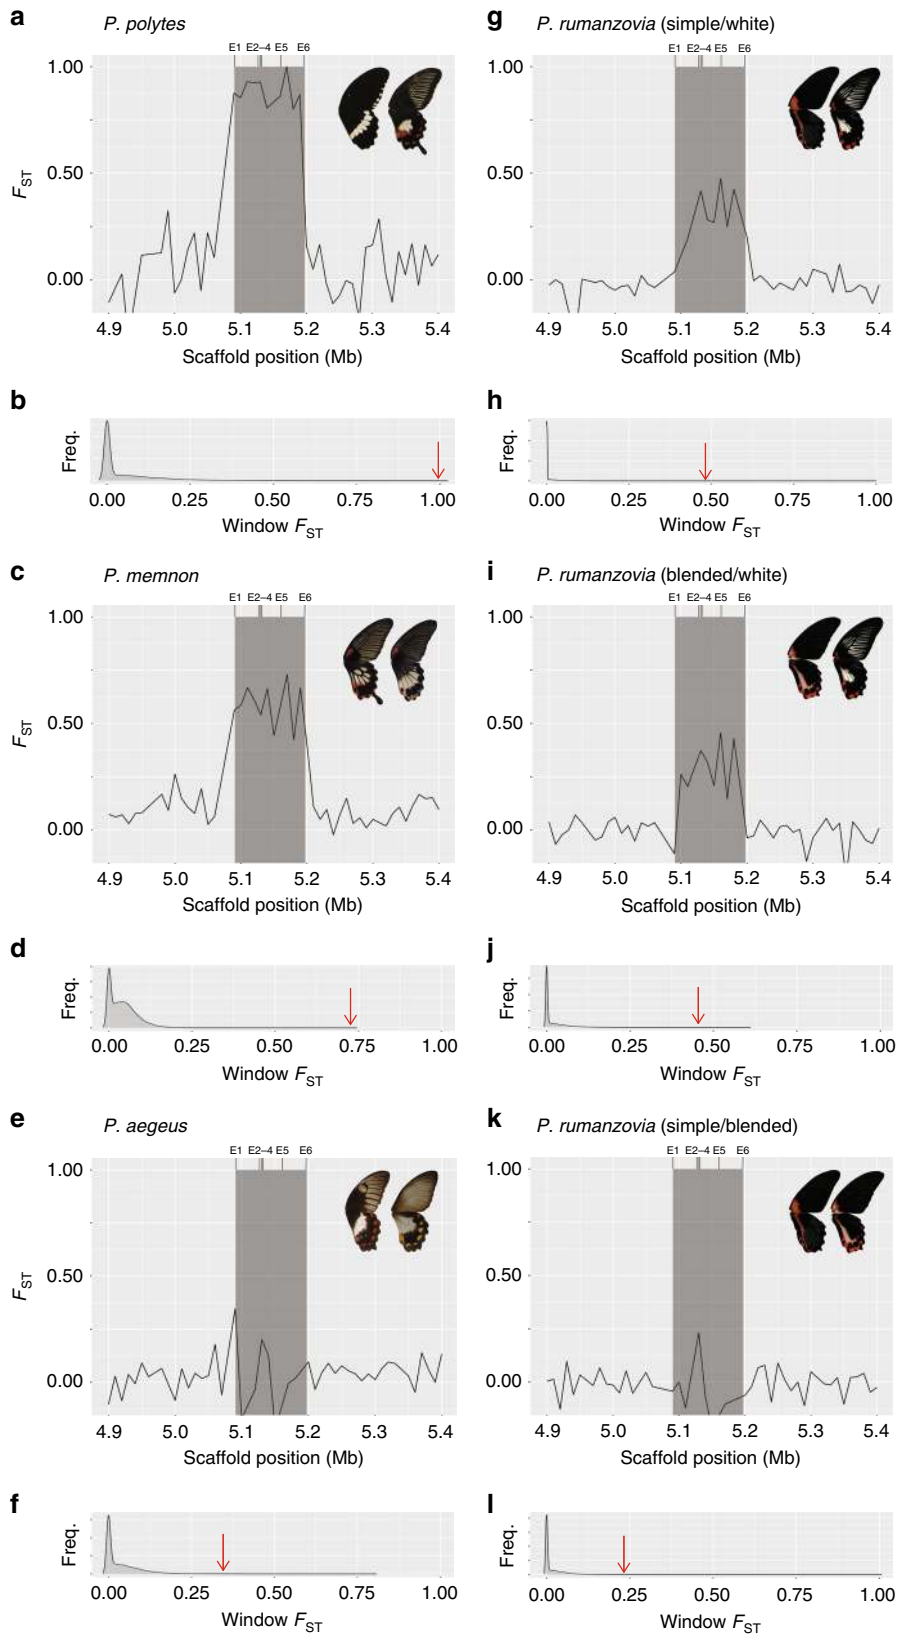 a
P. polytes
E1 E2–4 E5 E6
1.00
0.50
0.00
FST
4.9 5.0 5.1 5.2 5.3 5.4
Scaffold position (Mb)
b
Freq.
0.00 0.25 0.50 0.75 1.00
Window FST
c
P. memnon
E1 E2–4 E5 E6
1.00
0.50
0.00
FST
4.9 5.0 5.1 5.2 5.3 5.4
Scaffold position (Mb)
d
Freq.
0.00 0.25 0.50 0.75 1.00
Window FST
e
P. aegeus
E1 E2–4 E5 E6
1.00
0.50
0.00
FST
4.9 5.0 5.1 5.2 5.3 5.4
Scaffold position (Mb)
f
Freq.
0.00 0.25 0.50 0.75 1.00
Window FST
g
P. rumanzovia (simple/white)
E1 E2–4 E5 E6
1.00
0.50
0.00
4.9 5.0 5.1 5.2 5.3 5.4
Scaffold position (Mb)
h
Freq.
0.00 0.25 0.50 0.75 1.00
Window FST
i
P. rumanzovia (blended/white)
E1 E2–4 E5 E6
1.00
0.50
0.00
4.9 5.0 5.1 5.2 5.3 5.4
Scaffold position (Mb)
j
Freq.
0.00 0.25 0.50 0.75 1.00
Window FST
k
P. rumanzovia (simple/blended)
E1 E2–4 E5 E6
1.00
0.50
0.00
4.9 5.0 5.1 5.2 5.3 5.4
Scaffold position (Mb)
l
Freq.
0.00 0.25 0.50 0.75 1.00
Window FST